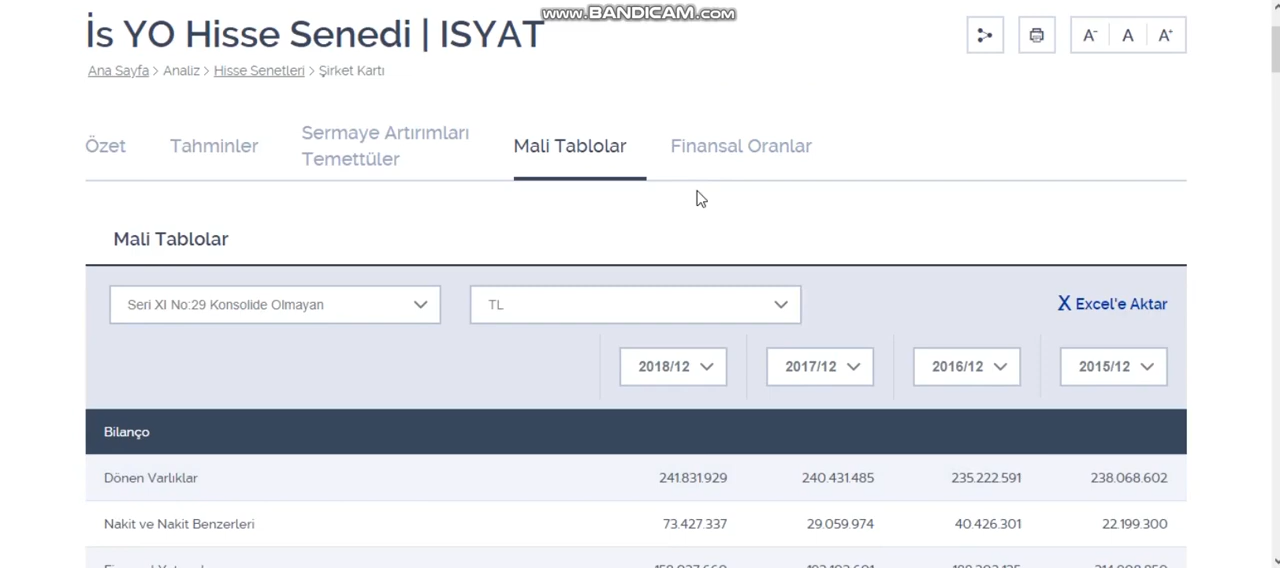 www.BANDICAM.com
İs YO Hisse Senedi | ISYAT
A- A A+
Ana Sayfa > Analiz > Hisse Senetleri > Şirket Kartı
Özet
Tahminler
Sermaye Artırımları
Temettüler
Mali Tablolar
Finansal Oranlar
Mali Tablolar
Seri XI No:29 Konsolide Olmayan
TL
X Excel'e Aktar
2018/12 2017/12 2016/12 2015/12
Bilanço
Dönen Varlıklar 241.831.929 240.431.485 235.222.591 238.068.602
Nakit ve Nakit Benzerleri 73.427.337 29.059.974 40.426.301 22.199.300